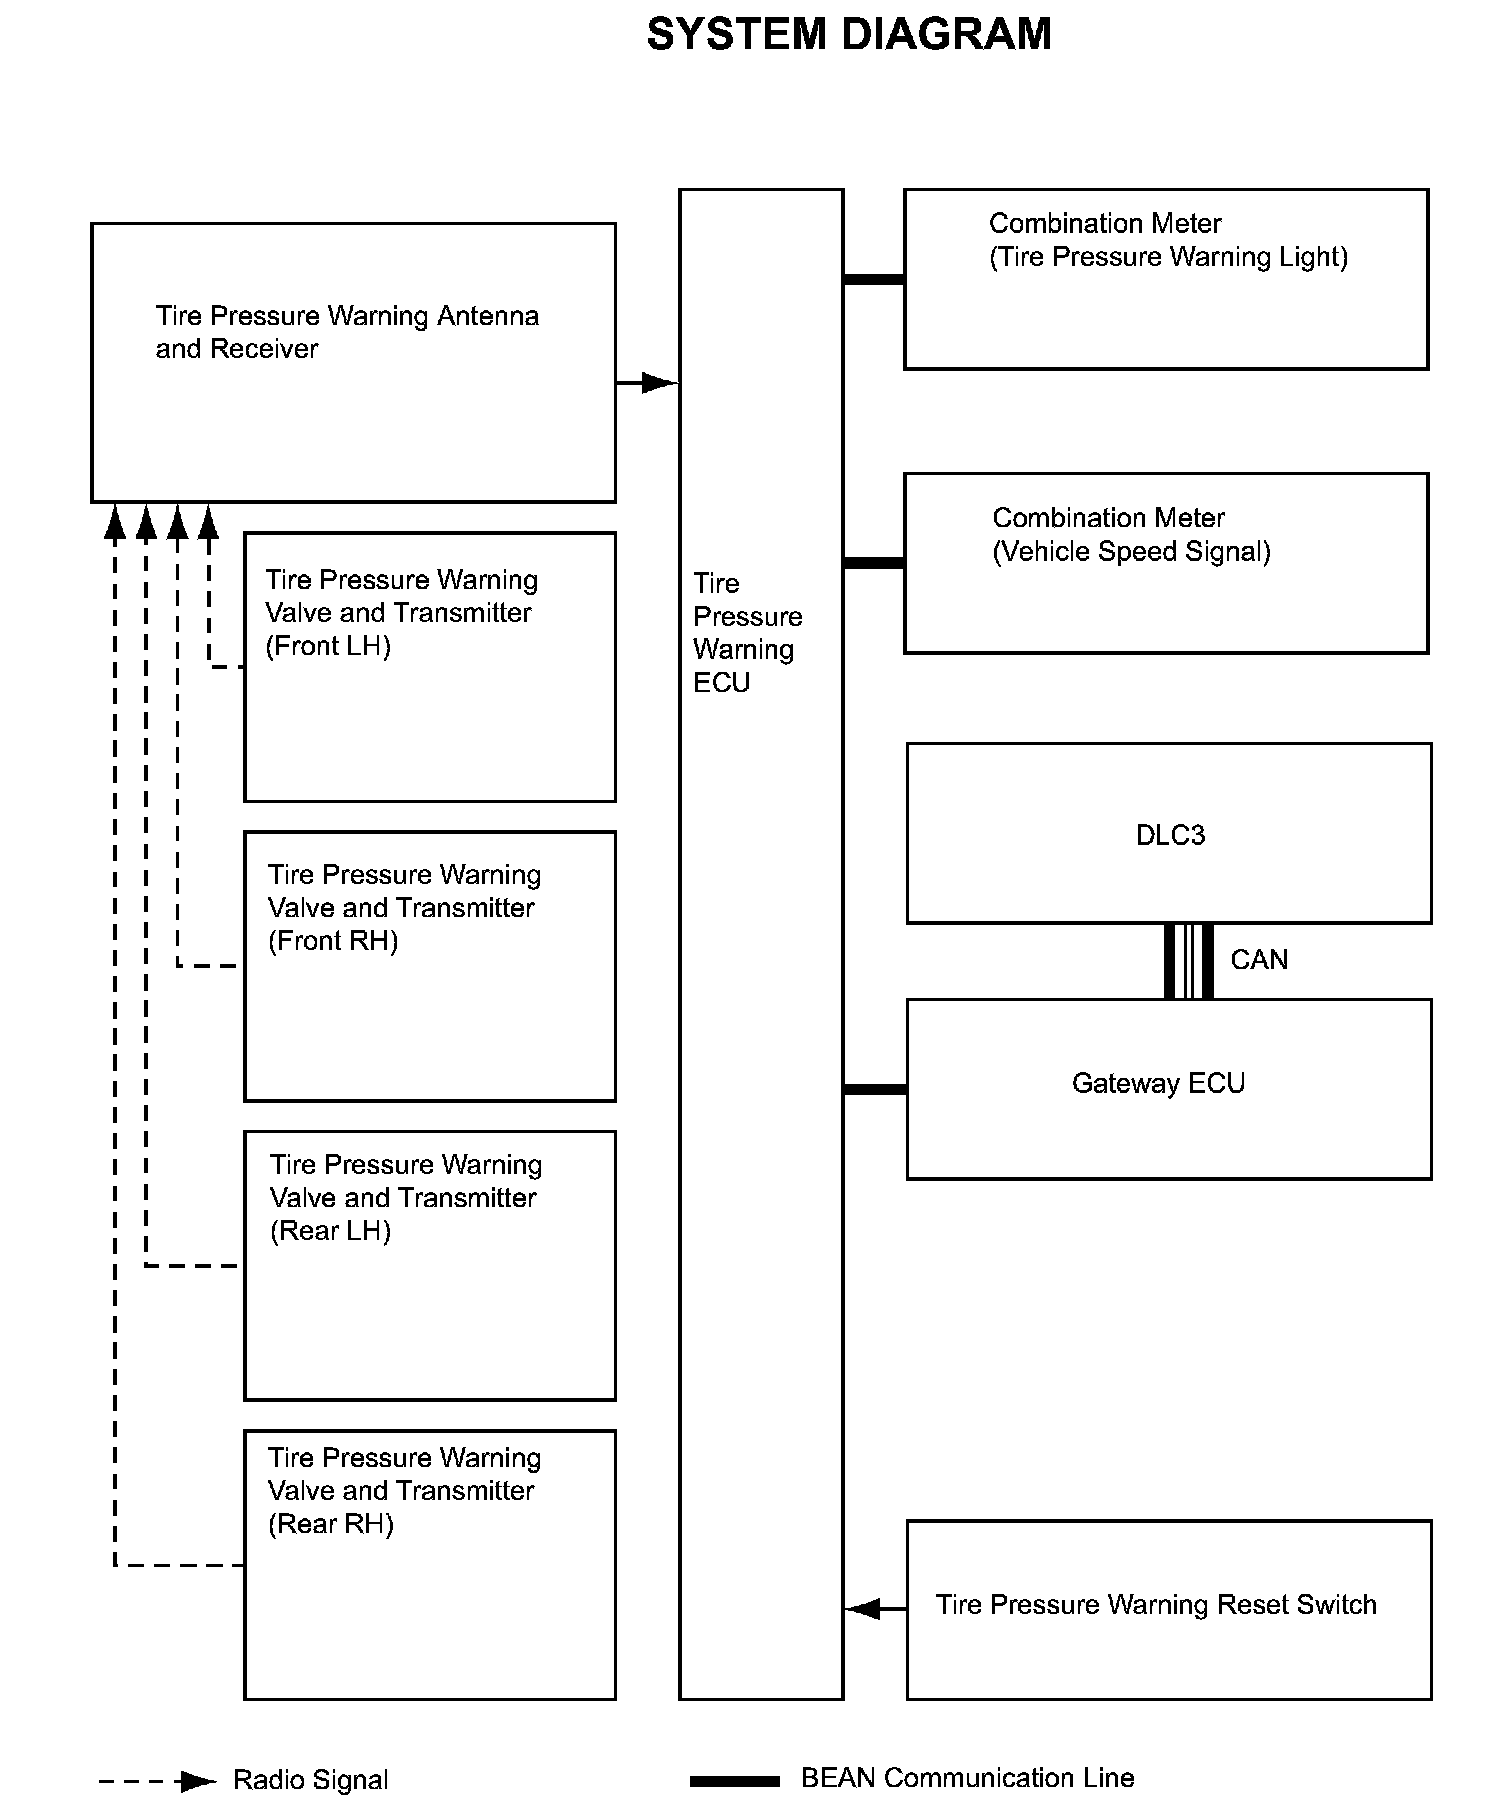 SYSTEM DIAGRAM
Tire Pressure Warning Antenna
and Receiver
Tire Pressure Warning
Valve and Transmitter
(Front LH)
Tire Pressure Warning
Valve and Transmitter
(Front RH)
Tire Pressure Warning
Valve and Transmitter
(Rear LH)
Tire Pressure Warning
Valve and Transmitter
(Rear RH)
Tire
Pressure
Warning
ECU
Combination Meter
(Tire Pressure Warning Light)
Combination Meter
(Vehicle Speed Signal)
DLC3
CAN
Gateway ECU
Tire Pressure Warning Reset Switch
Radio Signal
BEAN Communication Line